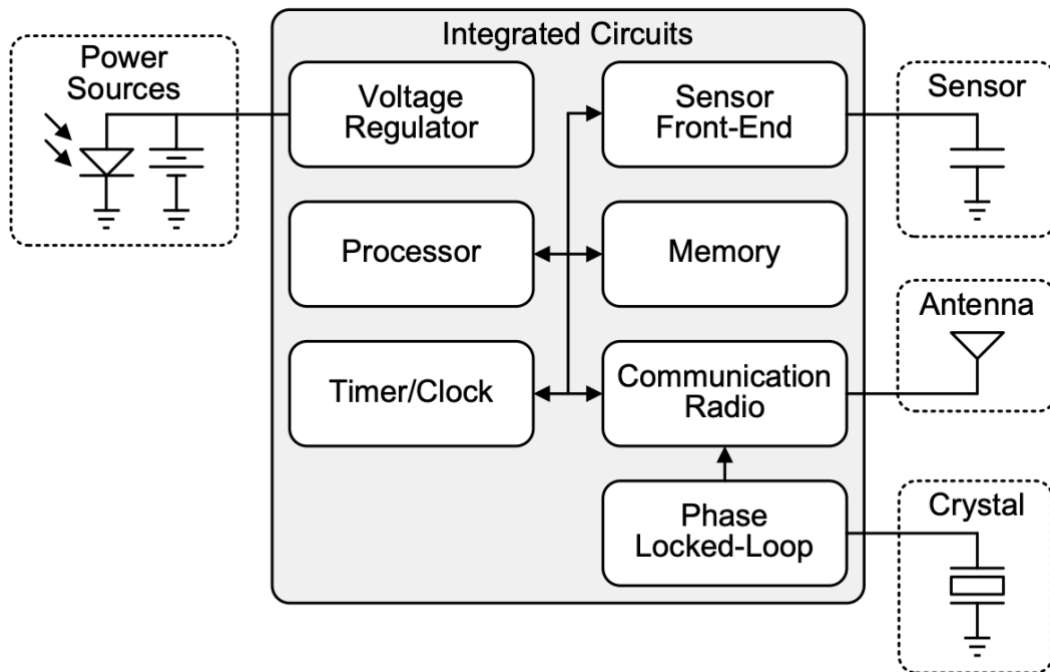 Integrated Circuits
Power
Sources
Voltage
Regulator
Sensor
Front-End
Sensor
Processor
Memory
Antenna
Timer/Clock
Communication
Radio
Phase
Locked-Loop
Crystal